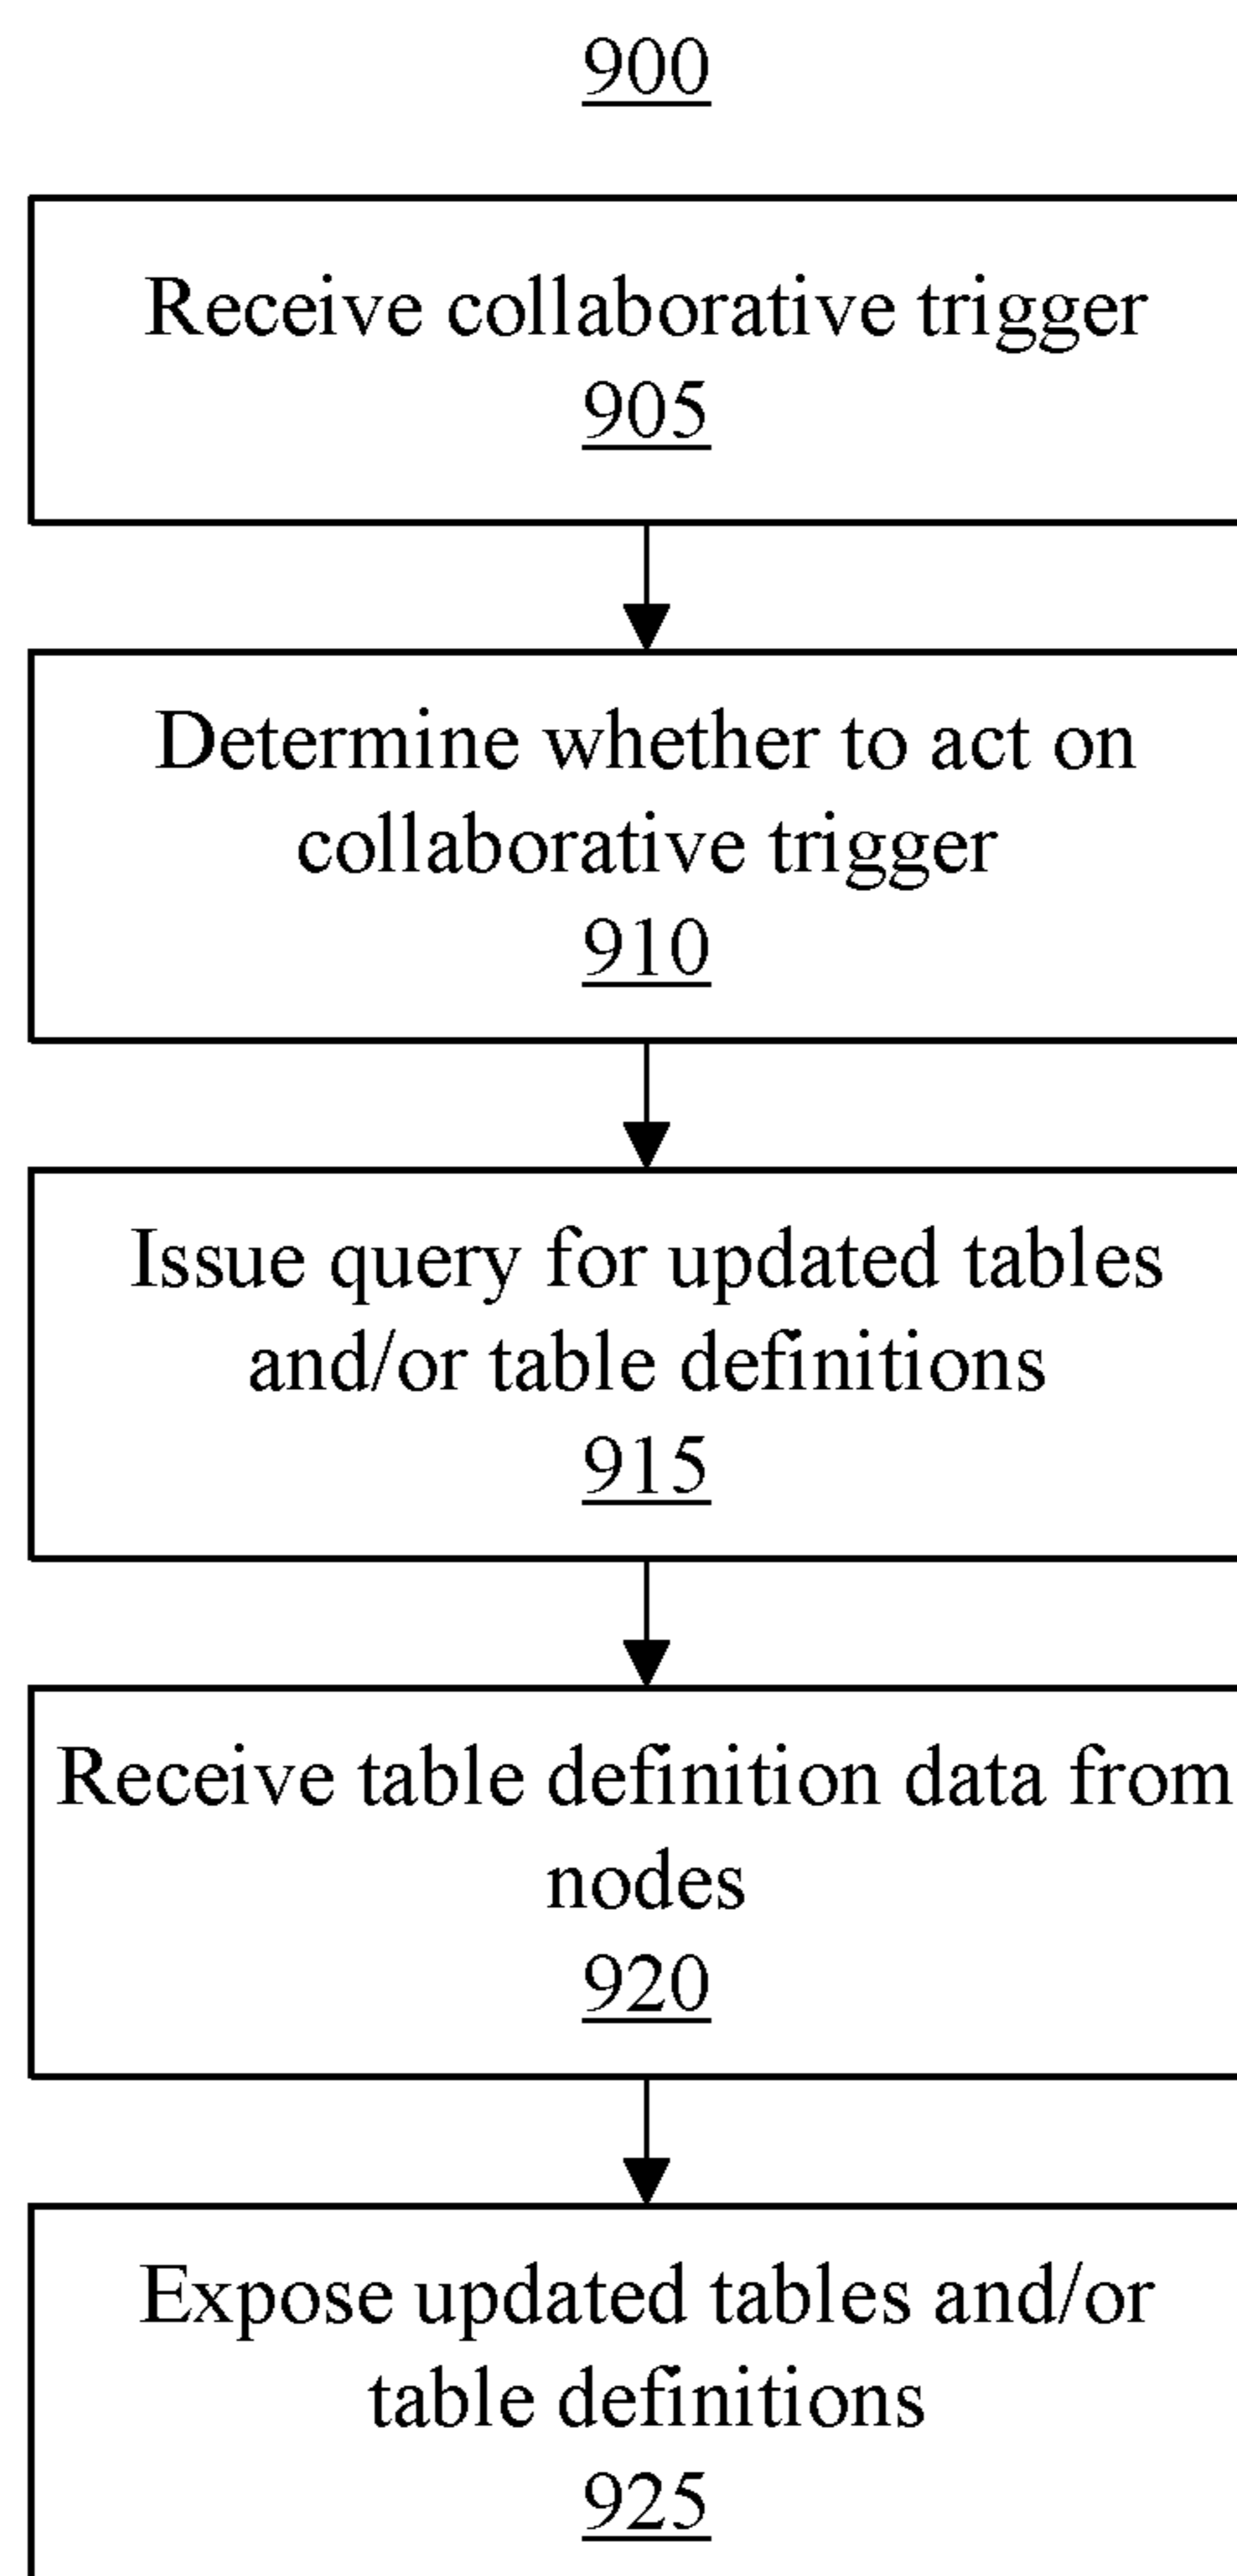 900
Receive collaborative trigger
905
Determine whether to act on
collaborative trigger
910
Issue query for updated tables
and/or table definitions
915
Receive table definition data from
nodes
920
Expose updated tables and/or
table definitions
925